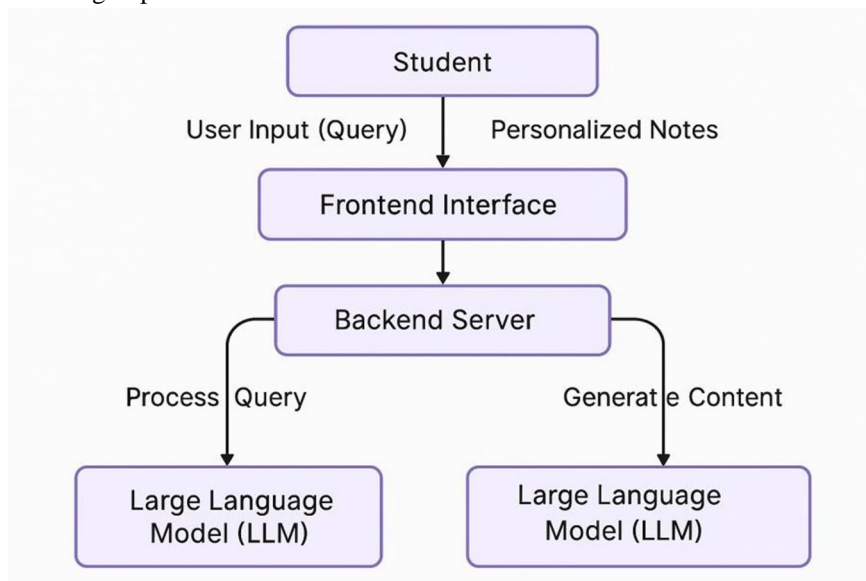 Student
User Input (Query)
Personalized Notes
Frontend Interface
Backend Server
Process Query
Generate Content
Large Language
Model (LLM)
Large Language
Model (LLM)